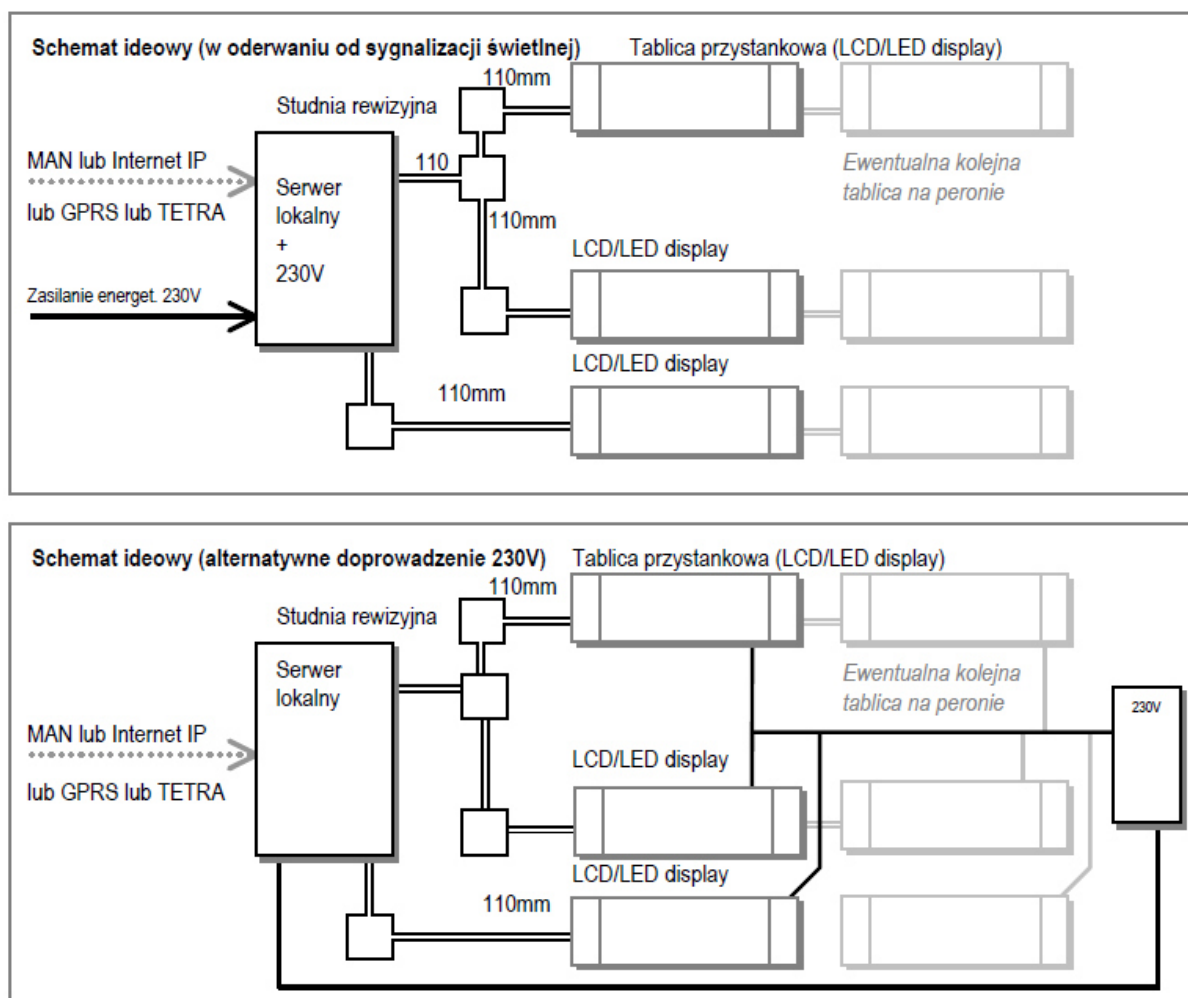 Schemat ideowy (w oderwaniu od sygnalizacji świetlnej)
Tablica przystankowa (LCD/LED display)
110mm
Studnia rewizyjna
MAN lub Internet IP
110
Ewentualna kolejna
tablica na peronie
Serwer
lokalny
+
230V
lub GPRS lub TETRA
110mm
LCD/LED display
Zasilanie energet. 230V
LCD/LED display
110mm
Schemat ideowy (alternatywne doprowadzenie 230V)
Tablica przystankowa (LCD/LED display)
110mm
Studnia rewizyjna
Serwer
lokalny
Ewentualna kolejna
tablica na peronie
230V
MAN lub Internet IP
LCD/LED display
lub GPRS lub TETRA
LCD/LED display
110mm